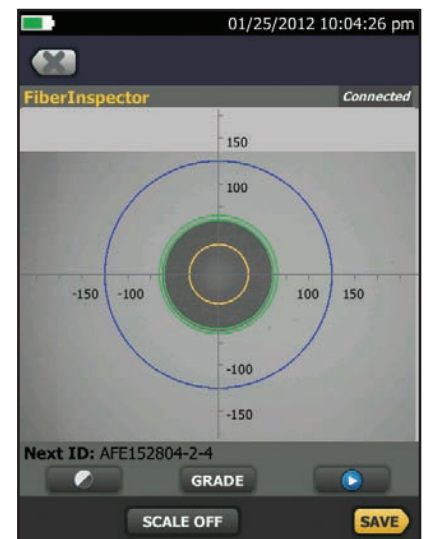 01/25/2012 10:04:26 pm
FiberInspector Connected
150
100
-150 -100 100 150
-100
-150
Next ID: AFE152804-2-4
GRADE
SCALE OFF SAVE